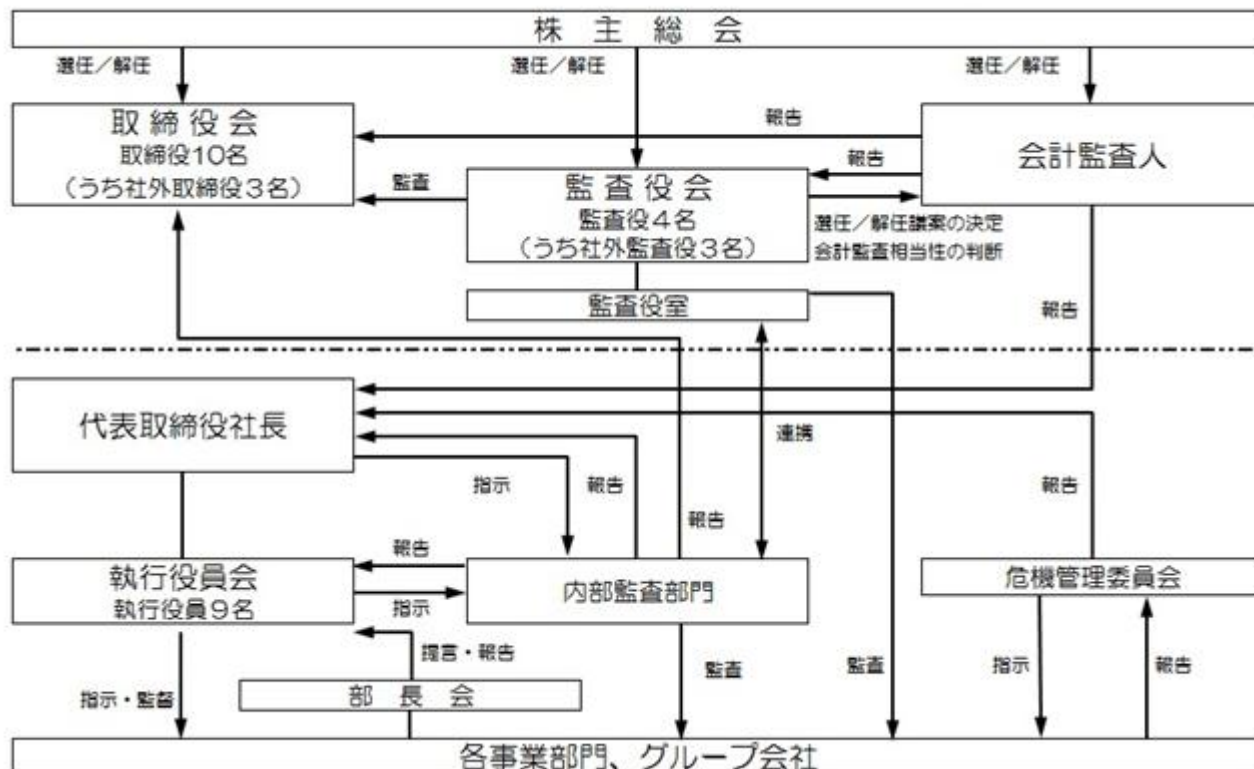 株主総会
選任／解任
選任／解任
選任／解任
取締役会
取締役10名
（うち社外取締役３名）
報告
会計監査人
報告
監査
監査役会
監査役４名
（うち社外監査役３名）
選任／解任議案の決定
会計監査相当性の判断
監査役室
報告
代表取締役社長
連携
指示
報告
報告
報告
執行役員会
執行役員９名
報告
指示
内部監査部門
危機管理委員会
提言・報告
指示・監督
部長会
監査
監査
指示
報告
各事業部門、グループ会社